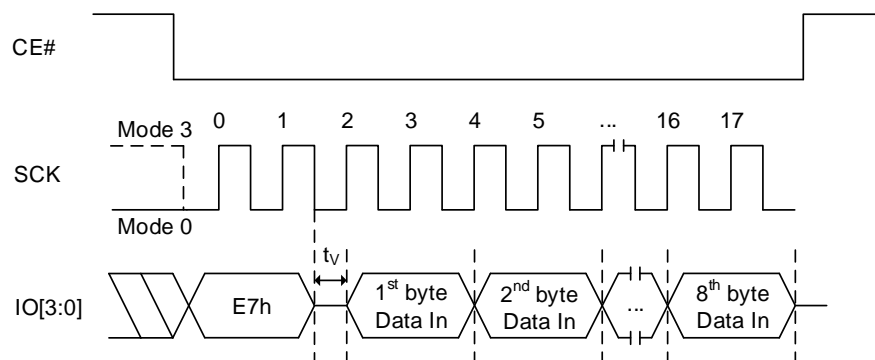 CE#
Mode 3
0 1 2 3 4 5 ... 16 17
SCK
Mode 0
tV
IO[3:0]
E7h
1st byte
Data In
2nd byte
Data In
...
8th byte
Data In